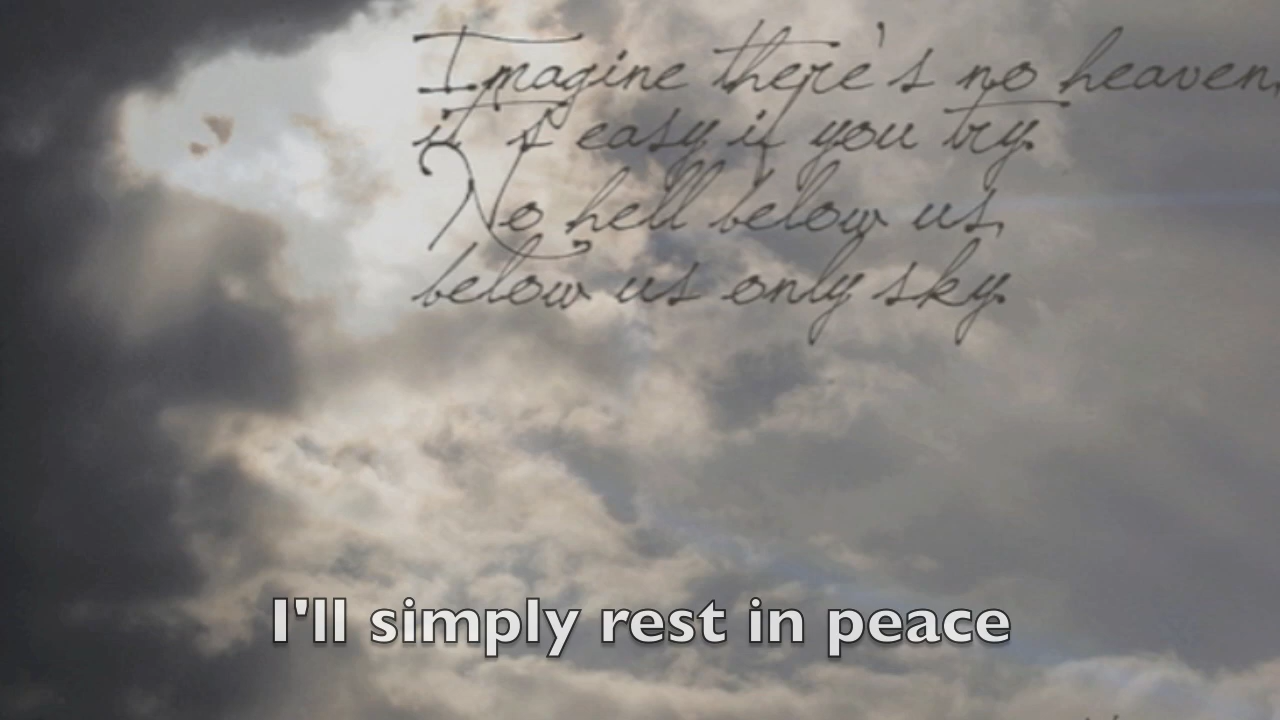 Imagine there's no heaven,
it's easy if you try.
No hell below us,
below us only sky.
I'll simply rest in peace